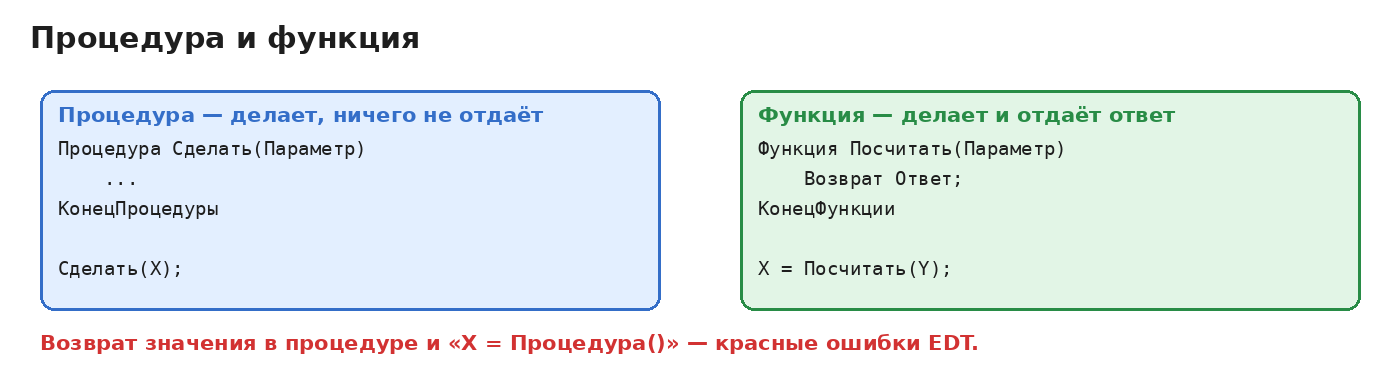 Процедура и функция
Процедура — делает, ничего не отдаёт
Процедура Сделать(Параметр)
    ...
КонецПроцедуры
Сделать(X);
Функция — делает и отдаёт ответ
Функция Посчитать(Параметр)
    Возврат Ответ;
КонецФункции
X = Посчитать(Y);
Возврат значения в процедуре и «X = Процедура()» — красные ошибки EDT.